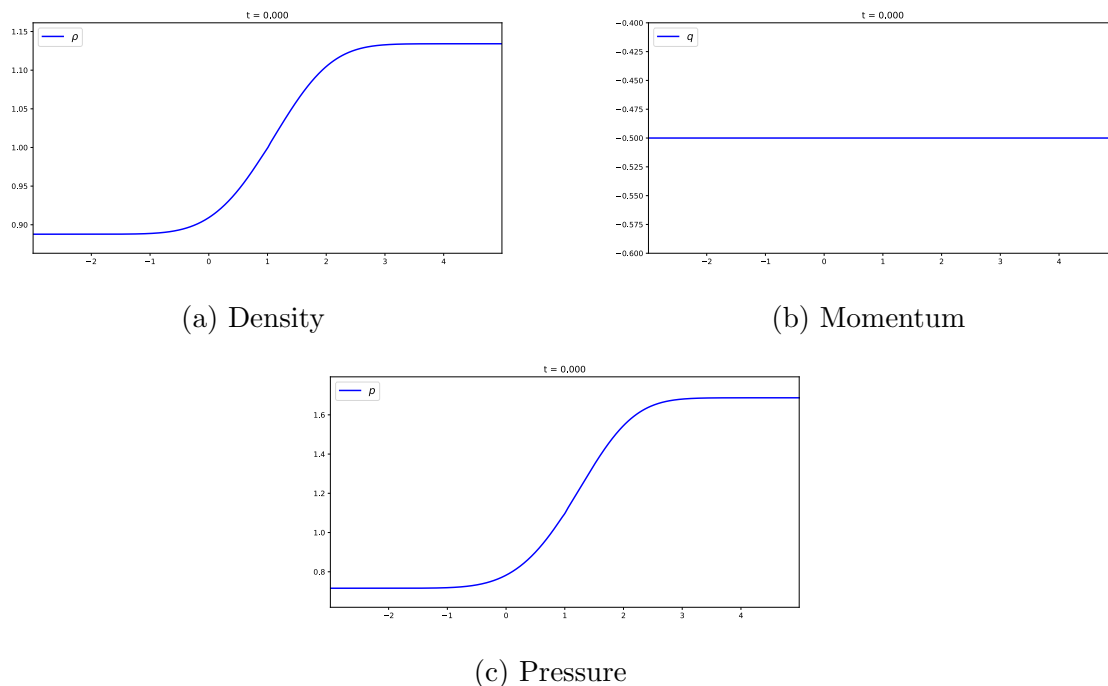 t = 0.000
ρ
1.15
1.10
1.05
1.00
0.95
0.90
−2 −1 0 1 2 3 4
(a) Density
t = 0.000
q
−0.400
−0.425
−0.450
−0.475
−0.500
−0.525
−0.550
−0.575
−0.600
−2 −1 0 1 2 3 4
(b) Momentum
t = 0.000
p
1.6
1.4
1.2
1.0
0.8
−2 −1 0 1 2 3 4
(c) Pressure